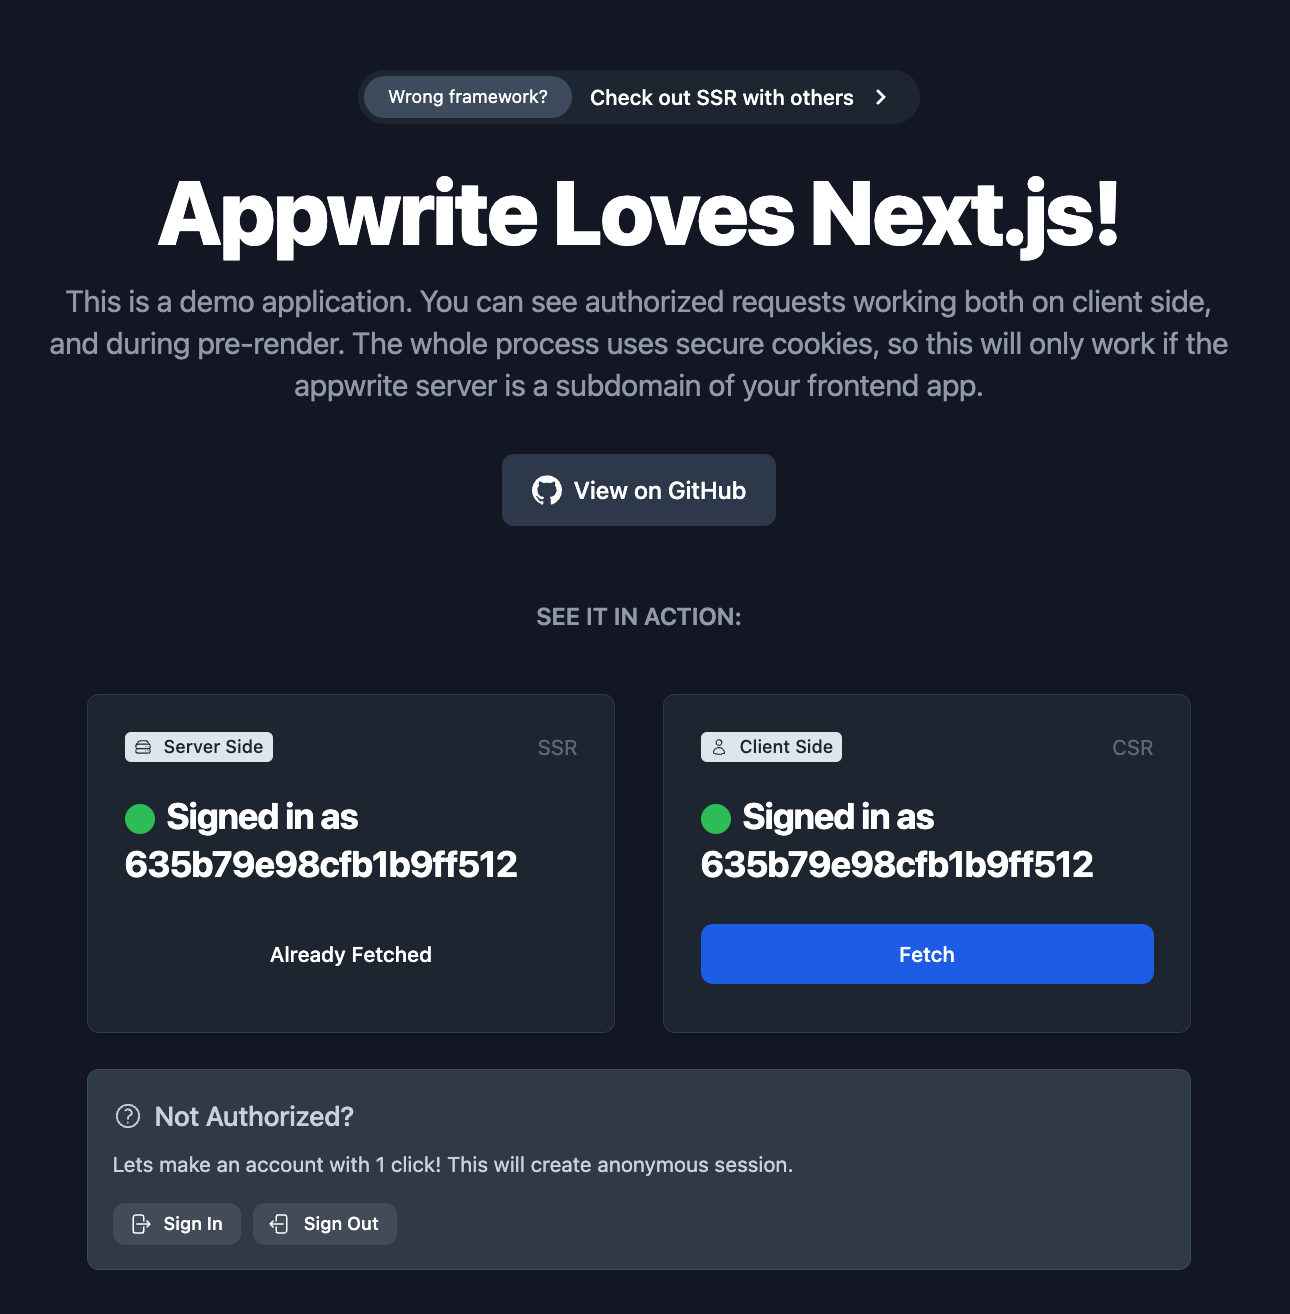 Wrong framework? Check out SSR with others
Appwrite Loves Next.js!
This is a demo application. You can see authorized requests working both on client side,
and during pre-render. The whole process uses secure cookies, so this will only work if the
appwrite server is a subdomain of your frontend app.
View on GitHub
SEE IT IN ACTION:
Server Side
SSR
Signed in as
635b79e98cfb1b9ff512
Already Fetched
Client Side
CSR
Signed in as
635b79e98cfb1b9ff512
Fetch
Not Authorized?
Lets make an account with 1 click! This will create anonymous session.
Sign In
Sign Out